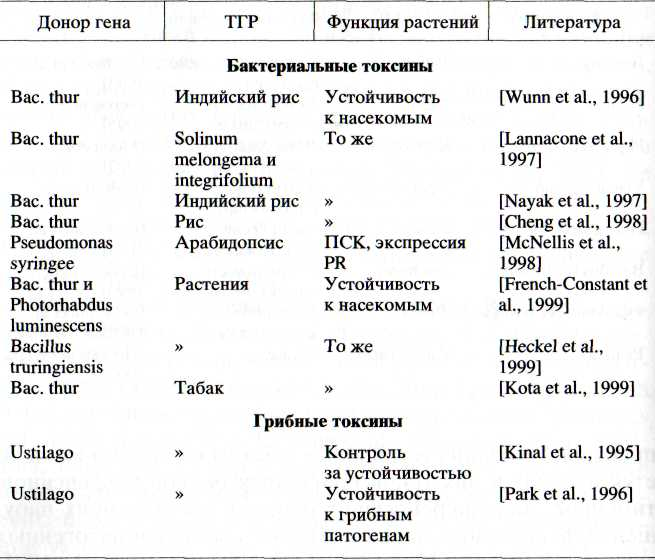 Донор гена ТГР Функция растений Литература
Бактериальные токсины
Bac. thur Индийский рис Устойчивость [Wunn et al., 1996]
к насекомым
Bac. thur Solinum То же [Lannacone et al.,
melongema и 1997]
integrifolium
Bac. thur Индийский рис » [Nayak et al., 1997]
Bac. thur Рис » [Cheng et al., 1998]
Pseudomonas Арабидопсис ПСК, экспрессия [McNellis et al.,
syringee PR 1998]
Bac. thur и Растения Устойчивость [French-Constant et
Photorhabdus к насекомым al., 1999]
luminescens
Bacillus » То же [Heckel et al.,
truringiensis 1999]
Bac. thur Табак » [Kota et al., 1999]
Грибные токсины
Ustilago » Контроль [Kinal et al., 1995]
за устойчивостью
Ustilago » Устойчивость [Park et al., 1996]
к грибным
патогенам